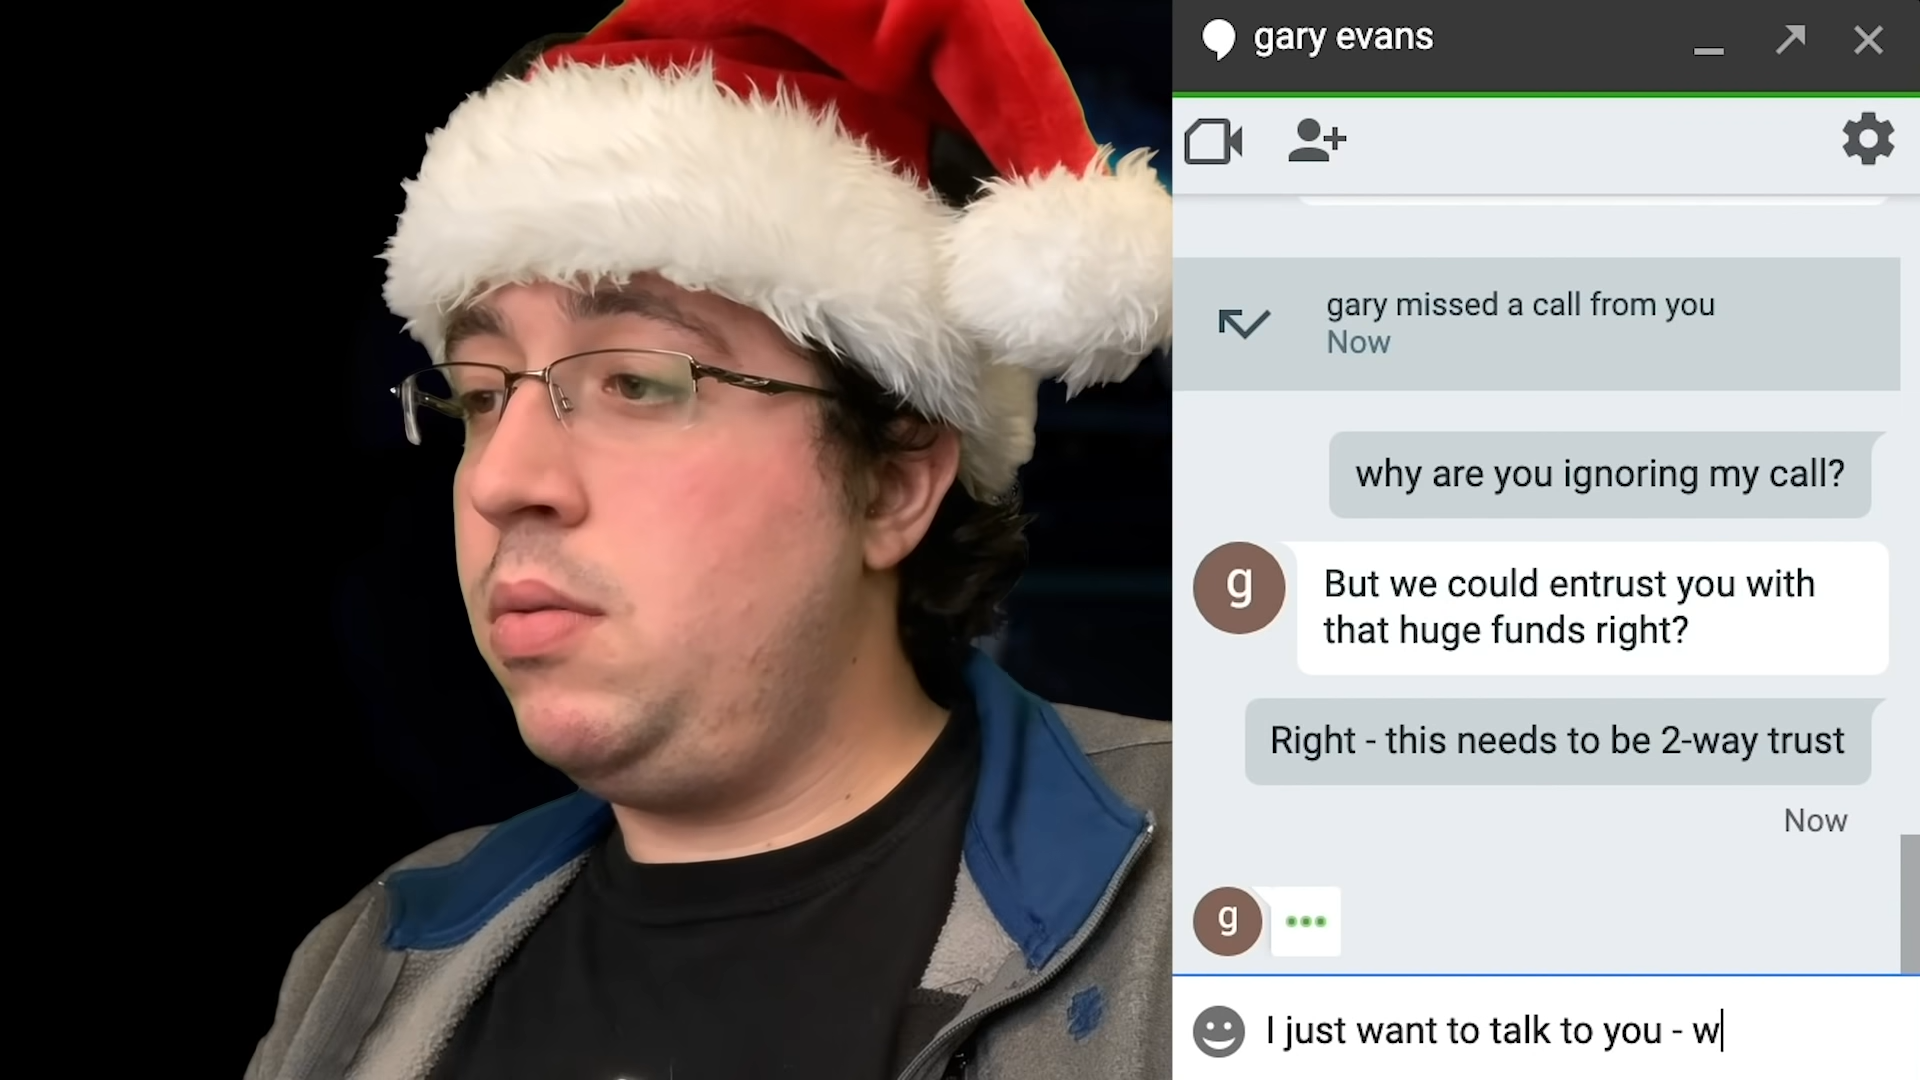 gary evans
gary missed a call from you
Now
why are you ignoring my call?
g
But we could entrust you with
that huge funds right?
Right - this needs to be 2-way trust
Now
g
I just want to talk to you - w